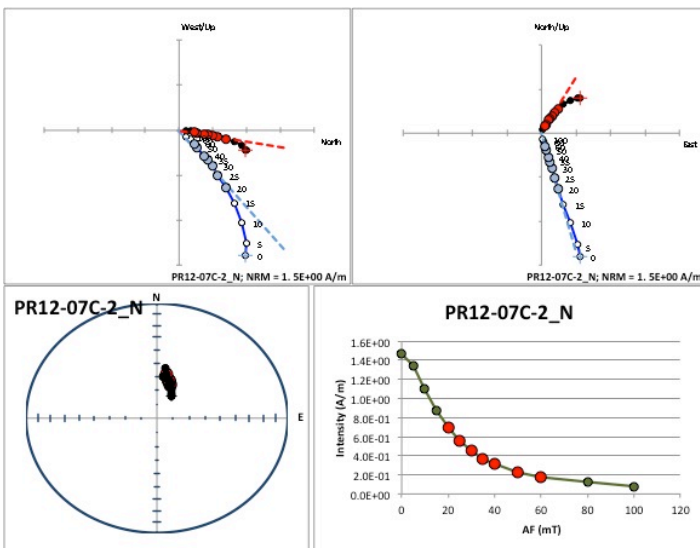 West/Up
North
50
40
35
30
25
20
15
10
5
0
PR12-07C-2_N; NRM = 1. 5E+00 A/m
North/Up
East
50
40
35
30
25
20
15
10
5
0
PR12-07C-2_N; NRM = 1. 5E+00 A/m
PR12-07C-2_N
N
E
PR12-07C-2_N
Intensity (A/m)
1.6E+00
1.4E+00
1.2E+00
1.0E+00
8.0E-01
6.0E-01
4.0E-01
2.0E-01
0.0E+00
0 20 40 60 80 100 120
AF (mT)